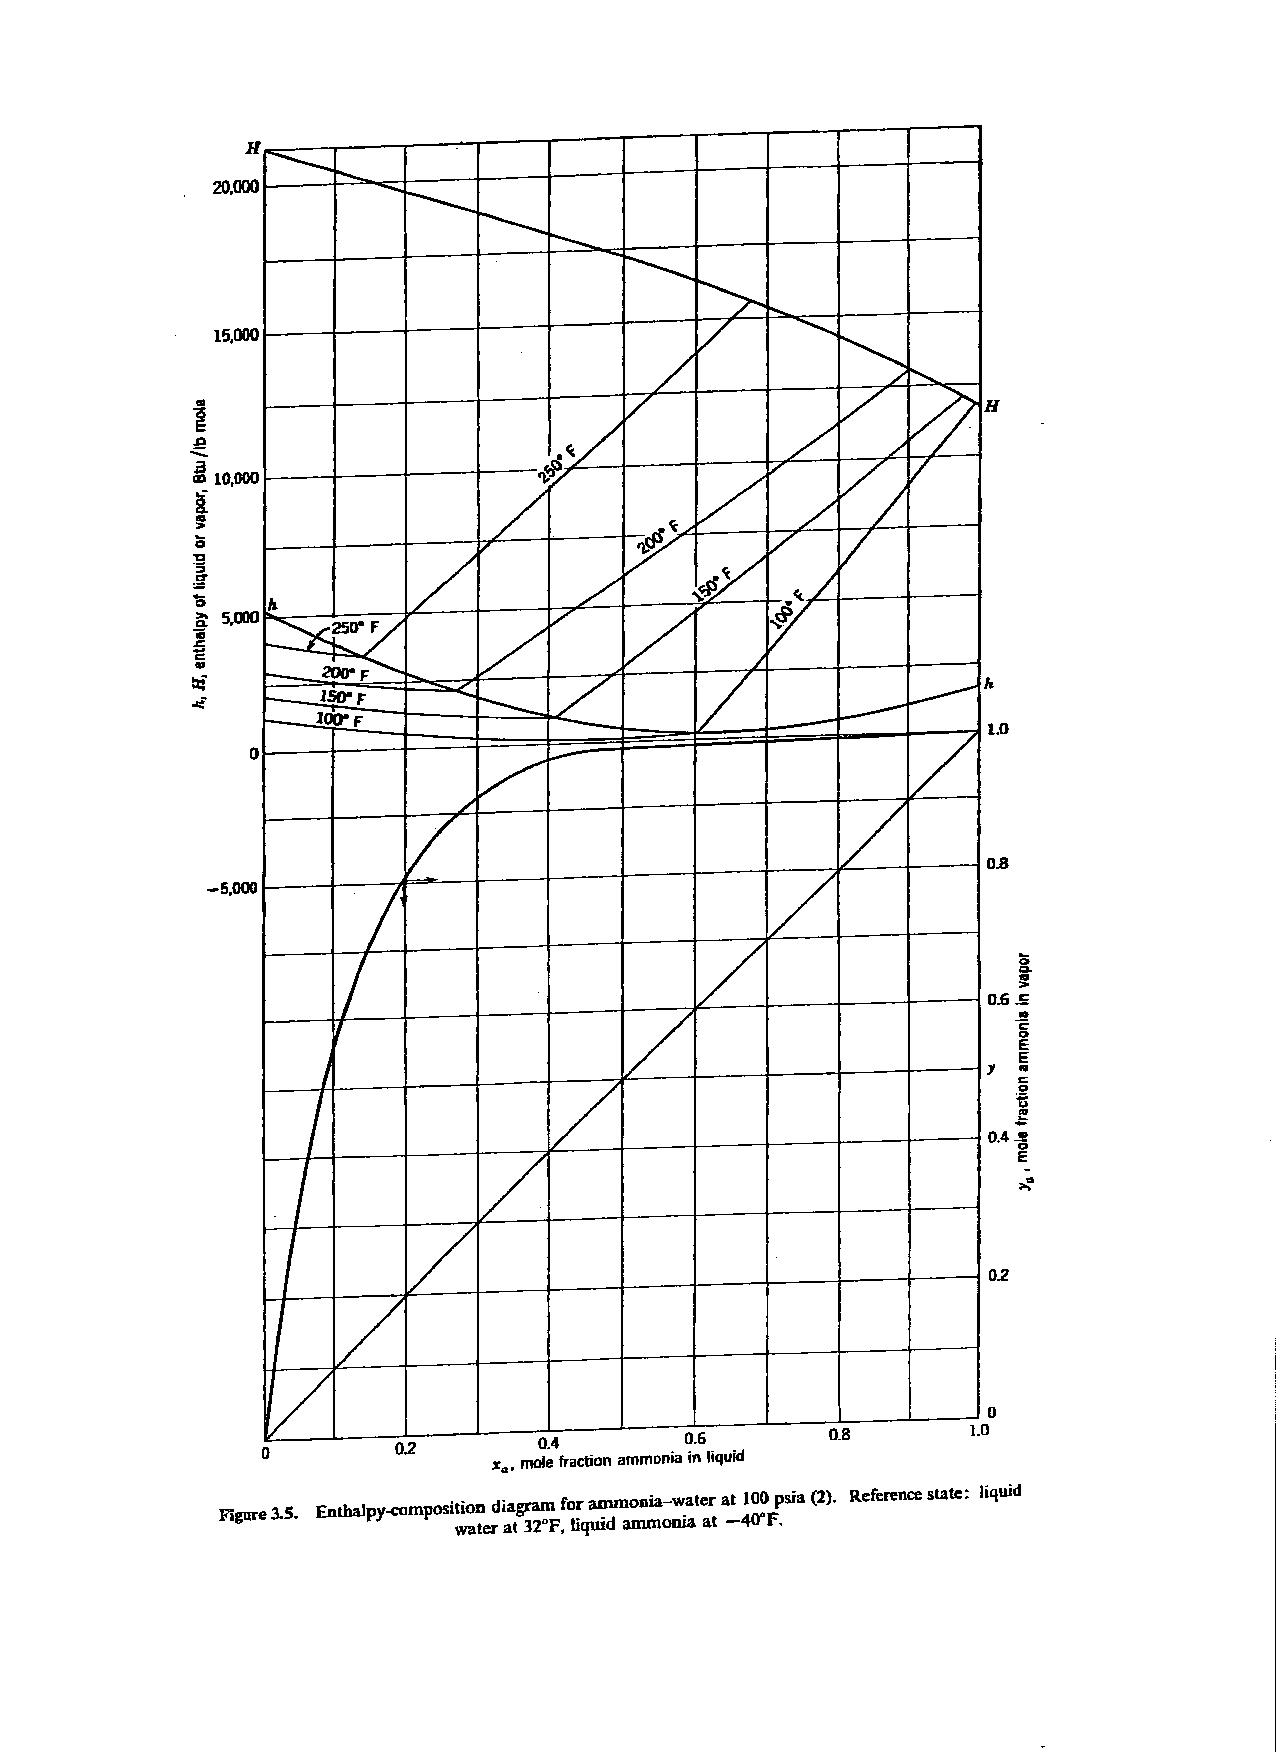 H
20,000
15,000
H
h, H, enthalpy of liquid or vapor, Btu/lb mole
250° F
10,000
200° F
150° F
100° F
h
5,000
250° F
200° F
150° F
100° F
h
1.0
0
0.8
−5,000
0.6
y
0.4
yₐ, mole fraction ammonia in vapor
0.2
0
0
0.2
0.4
0.6
0.8
1.0
xₐ, mole fraction ammonia in liquid
Figure 3.5. Enthalpy-composition diagram for ammonia–water at 100 psia (2). Reference state: liquid
water at 32°F, liquid ammonia at −40°F.